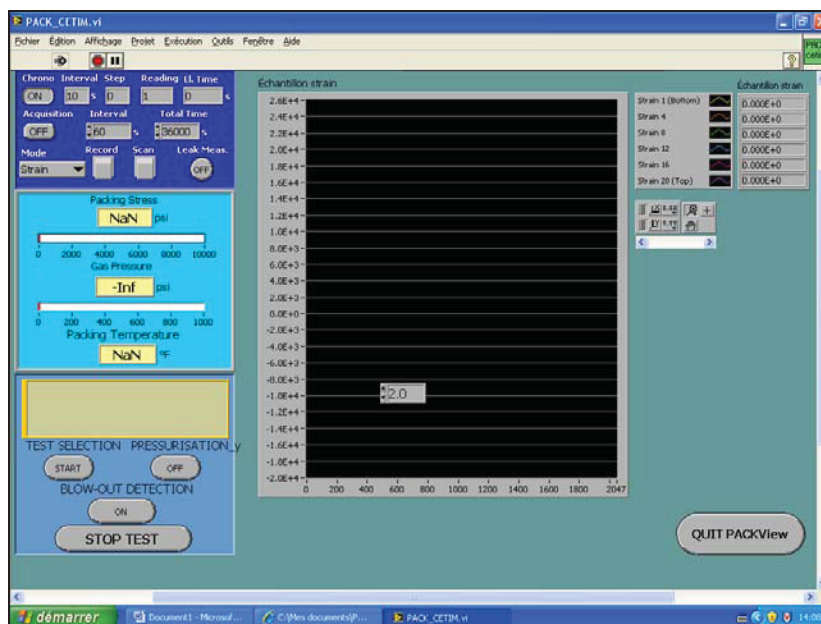 PACK_CETIM.vi
Fichier Édition Affichage Projet Exécution Outils Fenêtre Aide
Chrono Interval Step Reading El. Time
ON 10 s 0 1 0 s
Acquisition Interval Total Time
OFF 60 s 36000 s
Mode Record Scan Leak Meas.
Strain OFF
Packing Stress
NaN psi
0 2000 4000 6000 8000 10000
Gas Pressure
-Inf psi
0 200 400 600 800 1000
Packing Temperature
NaN °F
TEST SELECTION PRESSURISATION_y
START OFF
BLOW-OUT DETECTION
ON
STOP TEST
Échantillon strain
2.6E+4
2.4E+4
2.2E+4
2.0E+4
1.8E+4
1.6E+4
1.4E+4
1.2E+4
1.0E+4
8.0E+3
6.0E+3
4.0E+3
2.0E+3
0.0E+0
-2.0E+3
-4.0E+3
-6.0E+3
-8.0E+3
-1.0E+4
-1.2E+4
-1.4E+4
-1.6E+4
-1.8E+4
-2.0E+4
2.0
0 200 400 600 800 1000 1200 1400 1600 1800 2047
Échantillon strain
Strain 1 (Bottom) 0.000E+0
Strain 4 0.000E+0
Strain 8 0.000E+0
Strain 12 0.000E+0
Strain 16 0.000E+0
Strain 20 (Top) 0.000E+0
QUIT PACKView
démarrer Document1 - Microsof... C:\Mes documents\P... PACK_CETIM.vi 14:08